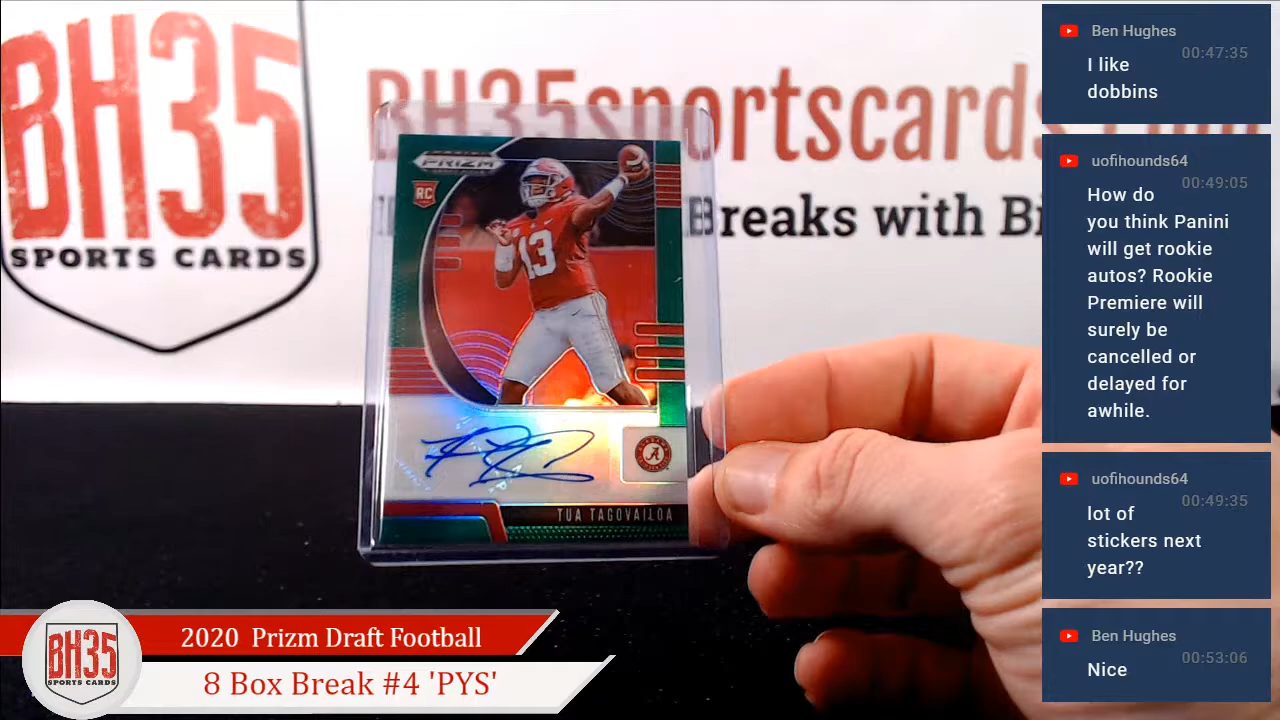 BH35
SPORTS CARDS
BH35sportscards
Breaks with Bi
PRIZM
RC
13
A
TUA TAGOVAILOA
2020 Prizm Draft Football
8 Box Break #4 'PYS'
BH35
SPORTS CARDS
Ben Hughes
00:47:35
I like
dobbins
uofihounds64
00:49:05
How do
you think Panini
will get rookie
autos? Rookie
Premiere will
surely be
cancelled or
delayed for
awhile.
uofihounds64
00:49:35
lot of
stickers next
year??
Ben Hughes
00:53:06
Nice